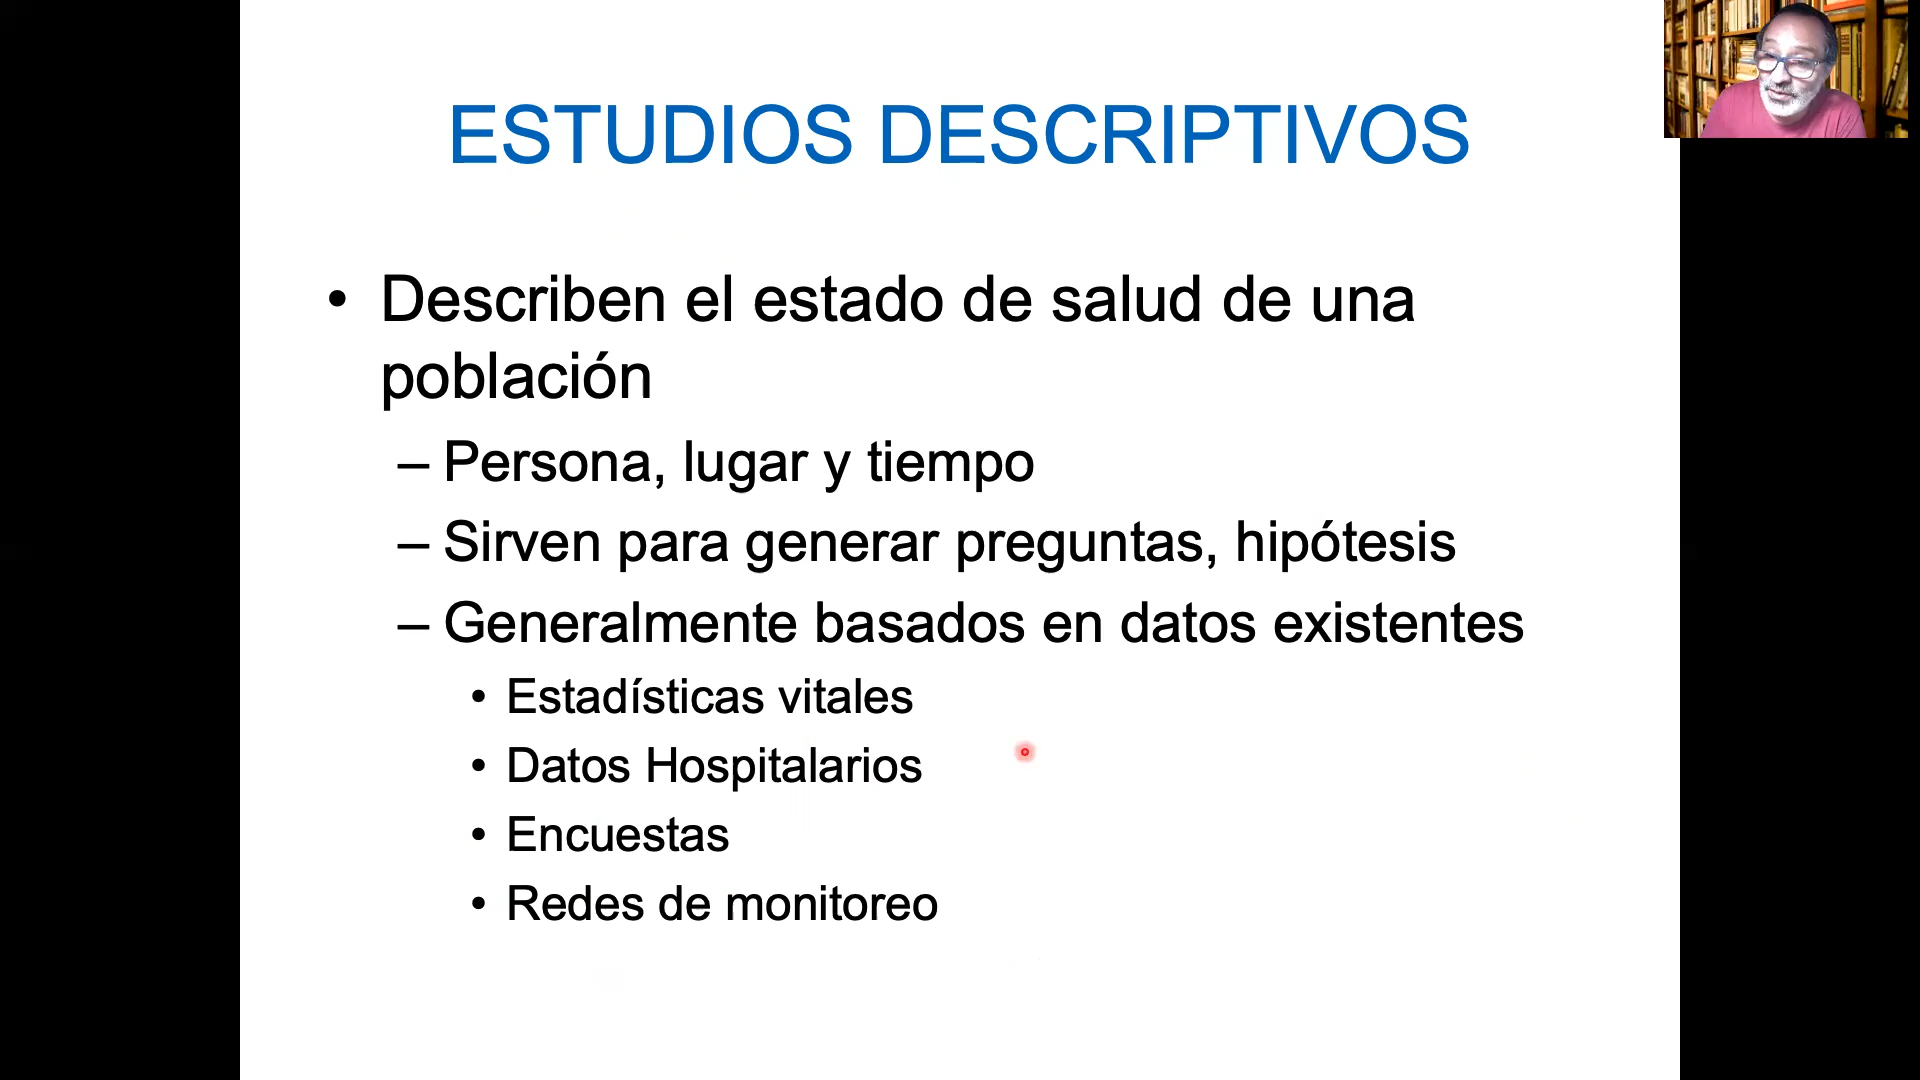 ESTUDIOS DESCRIPTIVOS
• Describen el estado de salud de una
población
– Persona, lugar y tiempo
– Sirven para generar preguntas, hipótesis
– Generalmente basados en datos existentes
• Estadísticas vitales
• Datos Hospitalarios
• Encuestas
• Redes de monitoreo